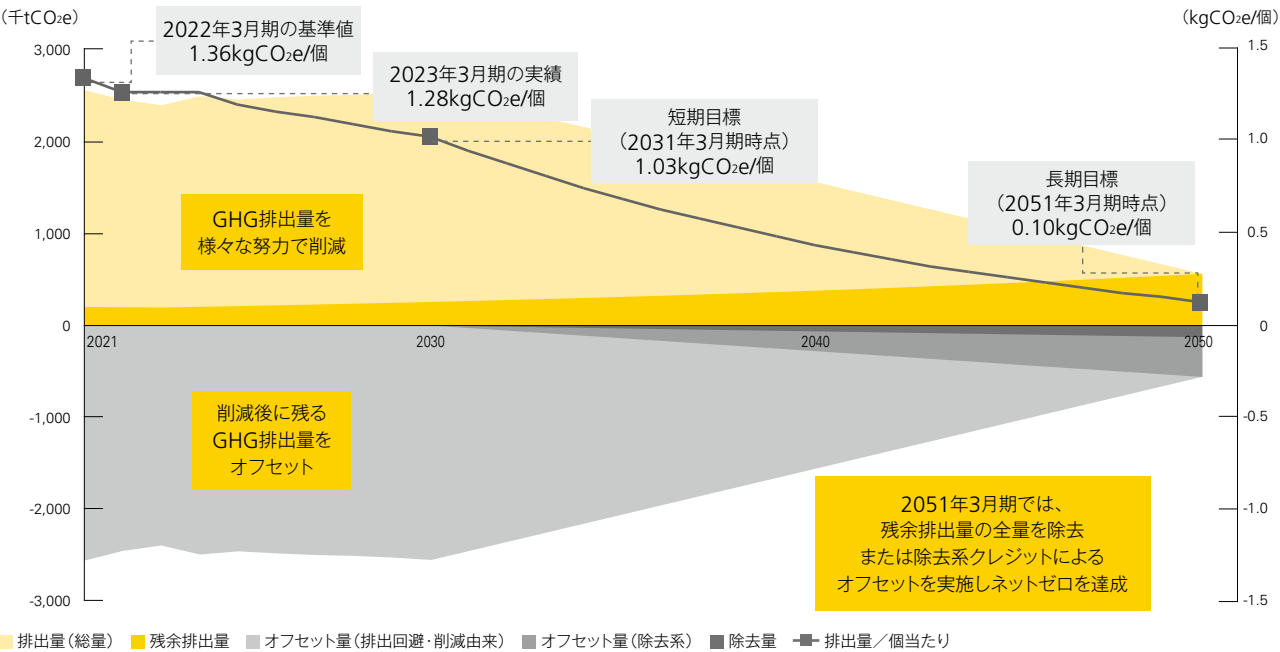 (千tCO2e)
(kgCO2e/個)
2022年3月期の基準値
1.36kgCO2e/個
2023年3月期の実績
1.28kgCO2e/個
短期目標
(2031年3月期時点)
1.03kgCO2e/個
長期目標
(2051年3月期時点)
0.10kgCO2e/個
3,000
2,000
1,000
0
-1,000
-2,000
-3,000
1.5
1.0
0.5
0
-0.5
-1.0
-1.5
GHG排出量を
様々な努力で削減
2021
2030
2040
2050
削減後に残る
GHG排出量を
オフセット
2051年3月期では、
残余排出量の全量を除去
または除去系クレジットによる
オフセットを実施しネットゼロを達成
排出量(総量) 残余排出量 オフセット量(排出回避・削減由来) オフセット量(除去系) 除去量 排出量/個当たり